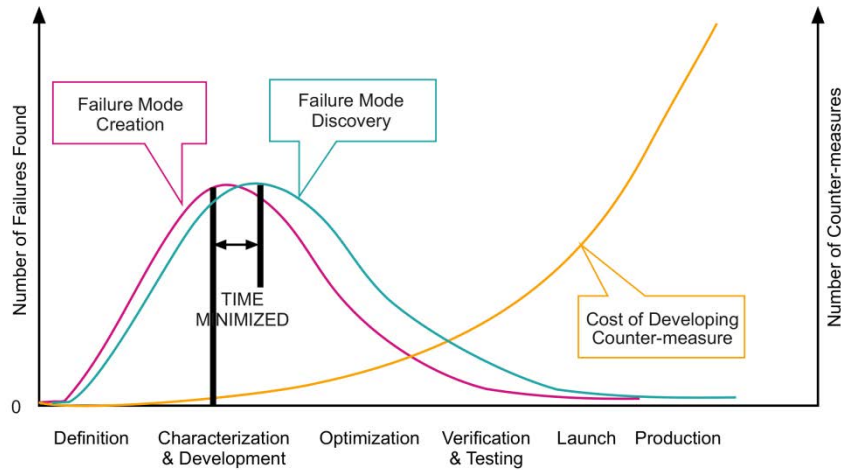 Failure Mode
Creation
Failure Mode
Discovery
Number of Failures Found
Number of Counter-measures
TIME
MINIMIZED
Cost of Developing
Counter-measure
0
Definition
Characterization
& Development
Optimization
Verification
& Testing
Launch
Production